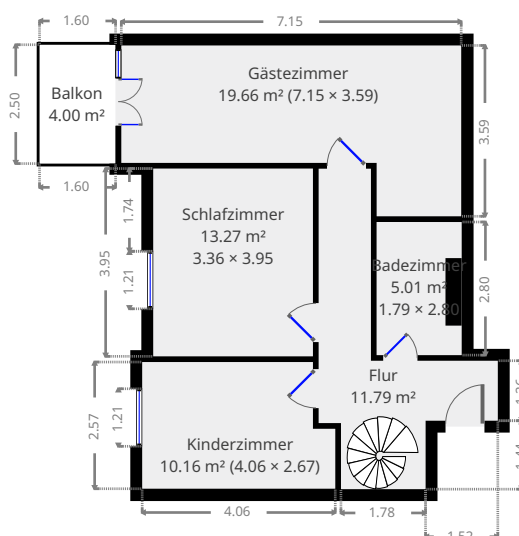 1.60
7.15
Gästezimmer
19.66 m² (7.15 × 3.59)
Balkon
4.00 m²
2.50
3.59
1.60
1.74
Schlafzimmer
13.27 m²
3.36 × 3.95
3.95
1.21
Badezimmer
5.01 m²
1.79 × 2.80
2.80
Flur
11.79 m²
2.57
1.21
Kinderzimmer
10.16 m² (4.06 × 2.67)
4.06
1.78
1.52